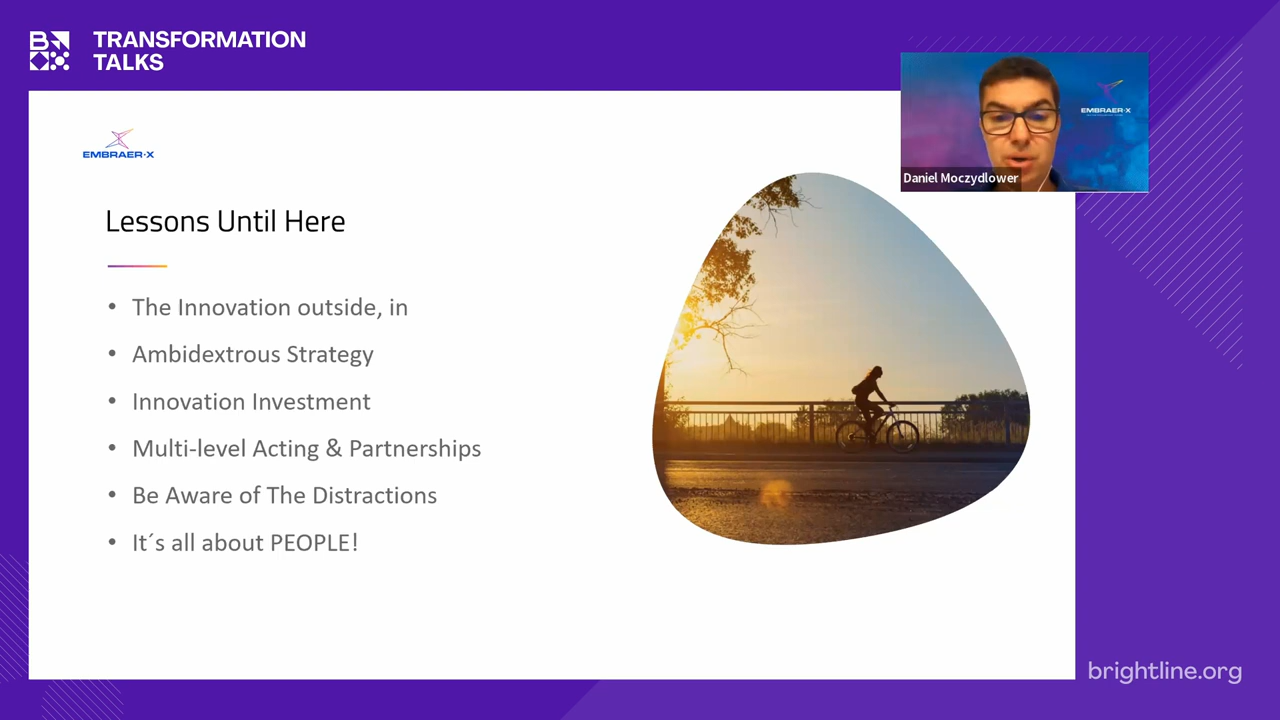 TRANSFORMATION
TALKS
EMBRAER·X
Daniel Moczydlower
EMBRAER·X
Lessons Until Here
• The Innovation outside, in
• Ambidextrous Strategy
• Innovation Investment
• Multi-level Acting & Partnerships
• Be Aware of The Distractions
• It´s all about PEOPLE!
brightline.org